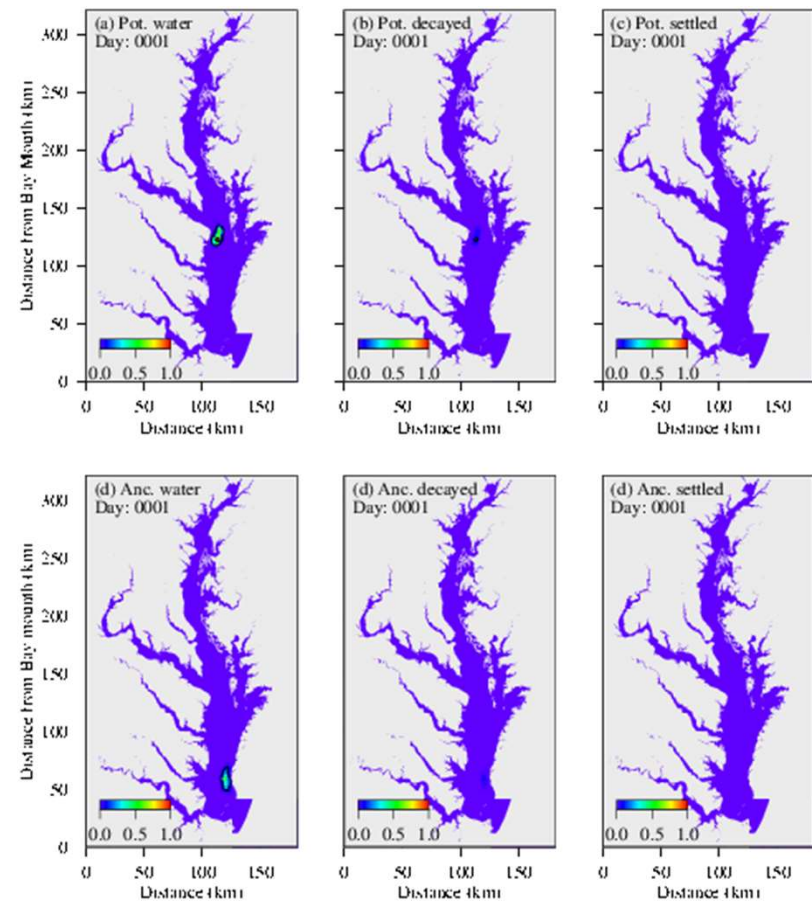 (a) Pot. water
Day: 0001
(b) Pot. decayed
Day: 0001
(c) Pot. settled
Day: 0001
300
250
200
150
100
50
0
Distance from Bay Mouth (km)
0.0 0.5 1.0
0.0 0.5 1.0
0.0 0.5 1.0
0 50 100 150
0 50 100 150
0 50 100 150
Distance (km)
Distance (km)
Distance (km)
(d) Anc. water
Day: 0001
(d) Anc. decayed
Day: 0001
(d) Anc. settled
Day: 0001
300
250
200
150
100
50
0
Distance from Bay moupth (km)
0.0 0.5 1.0
0.0 0.5 1.0
0.0 0.5 1.0
0 50 100 150
0 50 100 150
0 50 100 150
Distance (km)
Distance (km)
Distance (km)